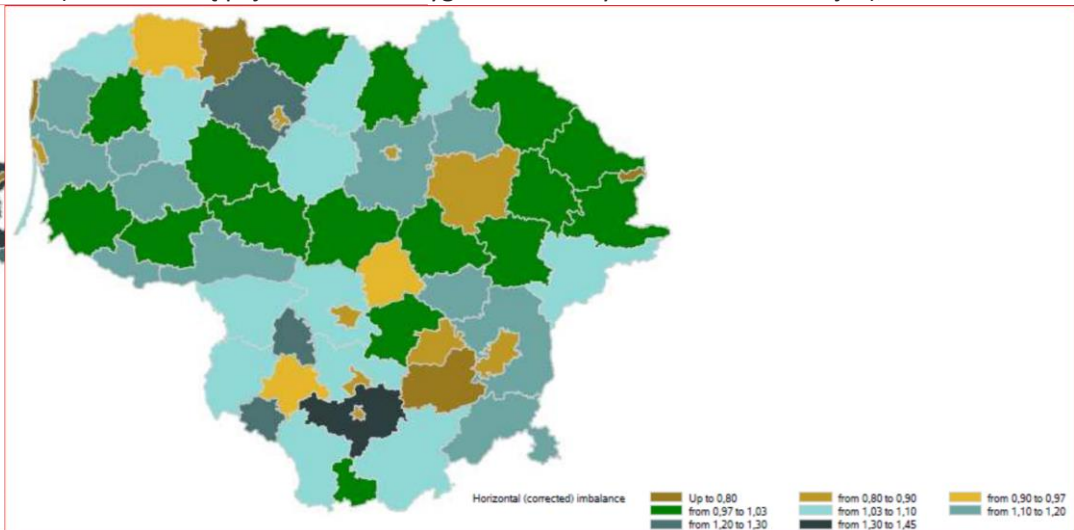 Horizontal (corrected) imbalance
Up to 0,80
from 0,80 to 0,90
from 0,90 to 0,97
from 0,97 to 1,03
from 1,03 to 1,10
from 1,10 to 1,20
from 1,20 to 1,30
from 1,30 to 1,45